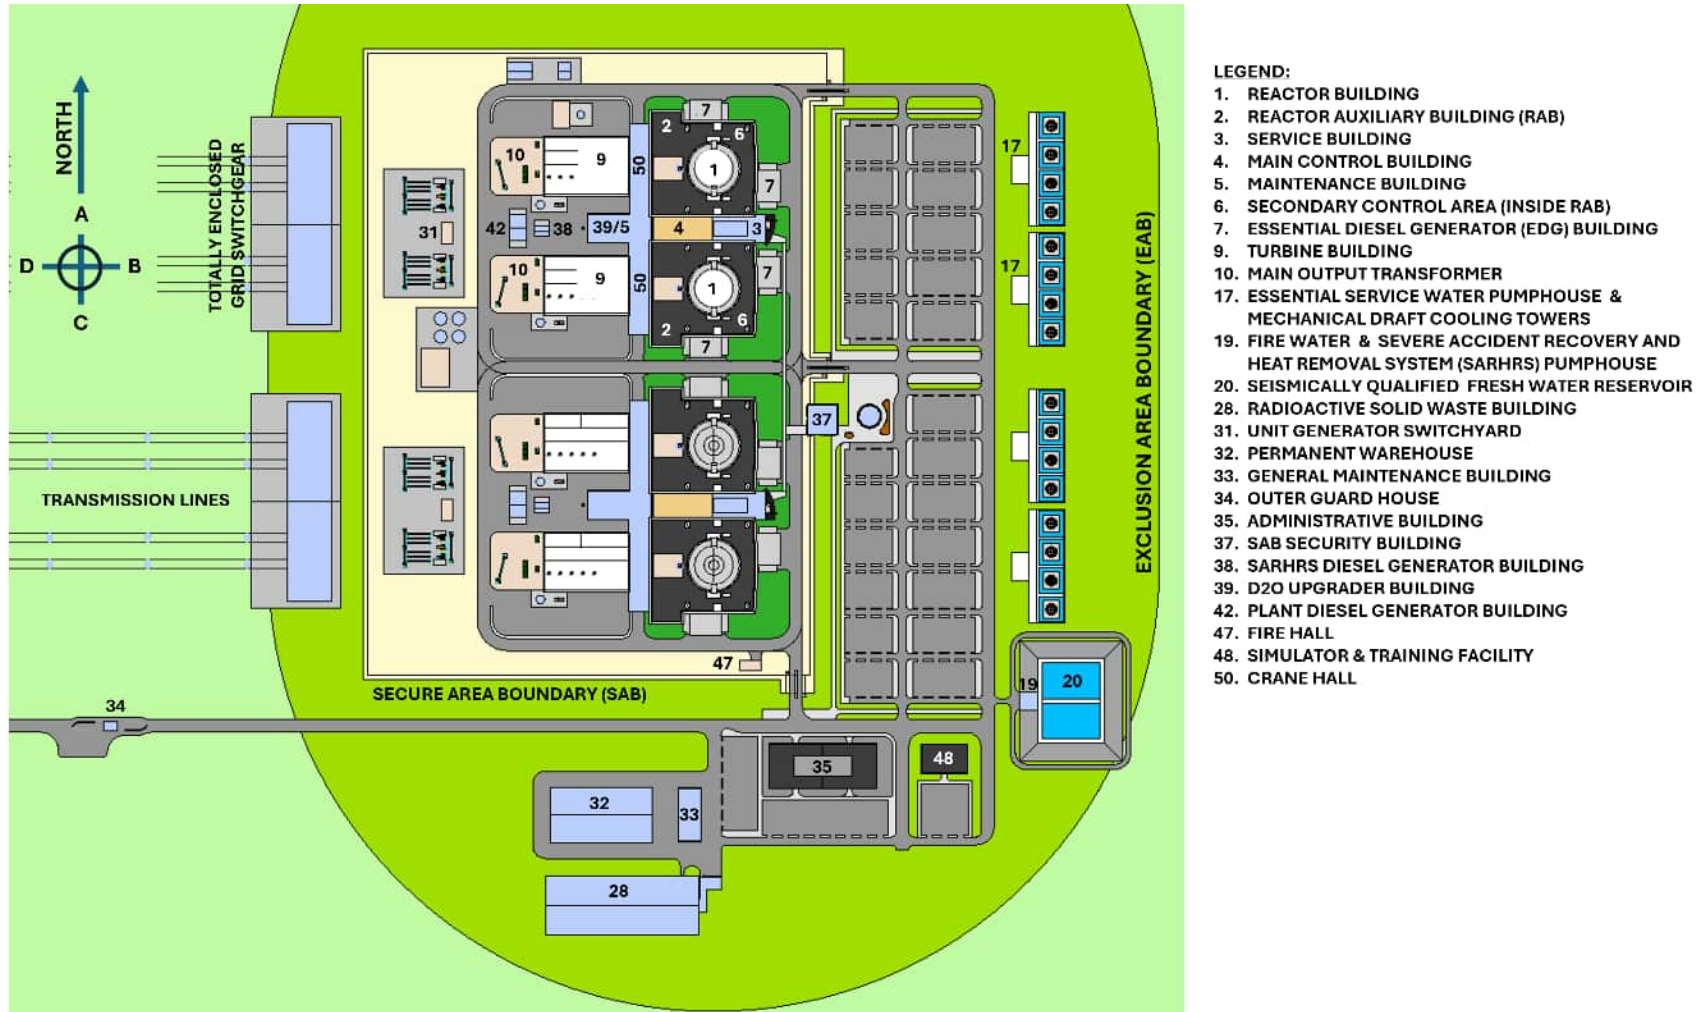 NORTH
A
D
B
C
TOTALLY ENCLOSED
GRID SWITCHGEAR
TRANSMISSION LINES
34
31
42
38
39/5
10
9
50
2
6
7
1
7
17
4
3
10
9
50
1
7
17
2
6
7
37
47
SECURE AREA BOUNDARY (SAB)
EXCLUSION AREA BOUNDARY (EAB)
19
20
35
48
32
33
28
LEGEND:
1. REACTOR BUILDING
2. REACTOR AUXILIARY BUILDING (RAB)
3. SERVICE BUILDING
4. MAIN CONTROL BUILDING
5. MAINTENANCE BUILDING
6. SECONDARY CONTROL AREA (INSIDE RAB)
7. ESSENTIAL DIESEL GENERATOR (EDG) BUILDING
9. TURBINE BUILDING
10. MAIN OUTPUT TRANSFORMER
17. ESSENTIAL SERVICE WATER PUMPHOUSE &
MECHANICAL DRAFT COOLING TOWERS
19. FIRE WATER & SEVERE ACCIDENT RECOVERY AND
HEAT REMOVAL SYSTEM (SARHRS) PUMPHOUSE
20. SEISMICALLY QUALIFIED FRESH WATER RESERVOIR
28. RADIOACTIVE SOLID WASTE BUILDING
31. UNIT GENERATOR SWITCHYARD
32. PERMANENT WAREHOUSE
33. GENERAL MAINTENANCE BUILDING
34. OUTER GUARD HOUSE
35. ADMINISTRATIVE BUILDING
37. SAB SECURITY BUILDING
38. SARHRS DIESEL GENERATOR BUILDING
39. D2O UPGRADER BUILDING
42. PLANT DIESEL GENERATOR BUILDING
47. FIRE HALL
48. SIMULATOR & TRAINING FACILITY
50. CRANE HALL